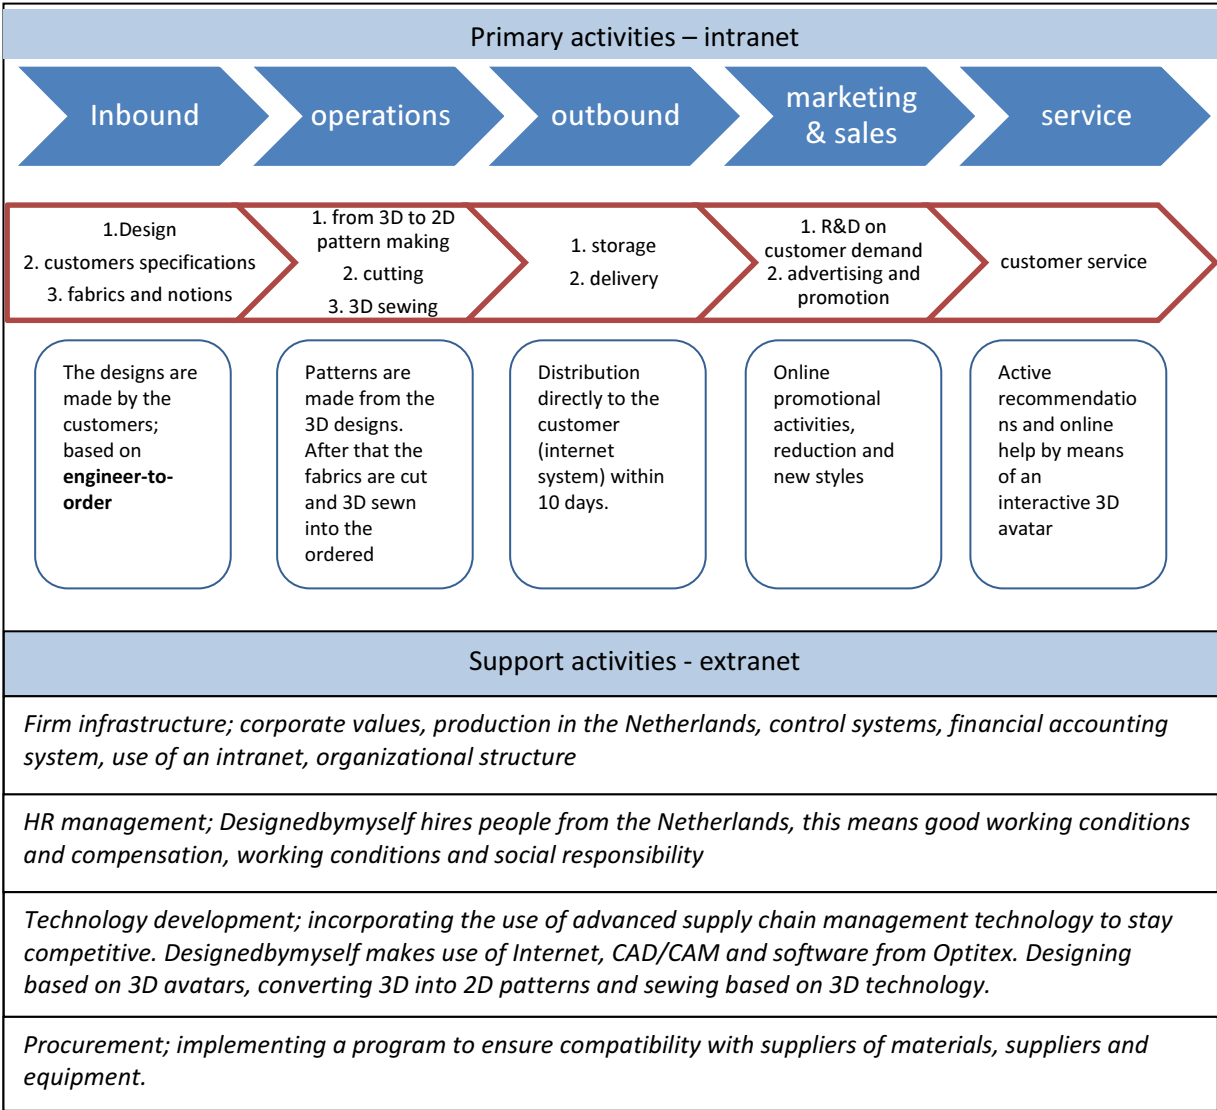 Primary activities – intranet
Inbound
operations
outbound
marketing
& sales
service
1.Design
2. customers specifications
3. fabrics and notions
1. from 3D to 2D
pattern making
2. cutting
3. 3D sewing
1. storage
2. delivery
1. R&D on
customer demand
2. advertising and
promotion
customer service
The designs are
made by the
customers;
based on
engineer-to-
order
Patterns are
made from the
3D designs.
After that the
fabrics are cut
and 3D sewn
into the
ordered
Distribution
directly to the
customer
(internet
system) within
10 days.
Online
promotional
activities,
reduction and
new styles
Active
recommendatio
ns and online
help by means
of an
interactive 3D
avatar
Support activities - extranet
Firm infrastructure; corporate values, production in the Netherlands, control systems, financial accounting
system, use of an intranet, organizational structure
HR management; Designedbymyself hires people from the Netherlands, this means good working conditions
and compensation, working conditions and social responsibility
Technology development; incorporating the use of advanced supply chain management technology to stay
competitive. Designedbymyself makes use of Internet, CAD/CAM and software from Optitex. Designing
based on 3D avatars, converting 3D into 2D patterns and sewing based on 3D technology.
Procurement; implementing a program to ensure compatibility with suppliers of materials, suppliers and
equipment.